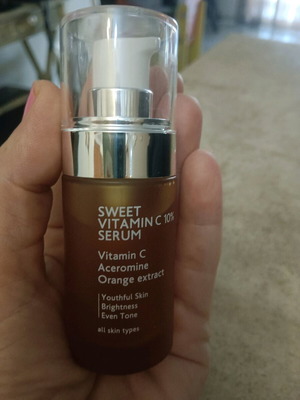 SWEET
VITAMIN C 10%
SERUM
Vitamin C
Aceromine
Orange extract
Youthful Skin
Brightness
Even Tone
all skin types